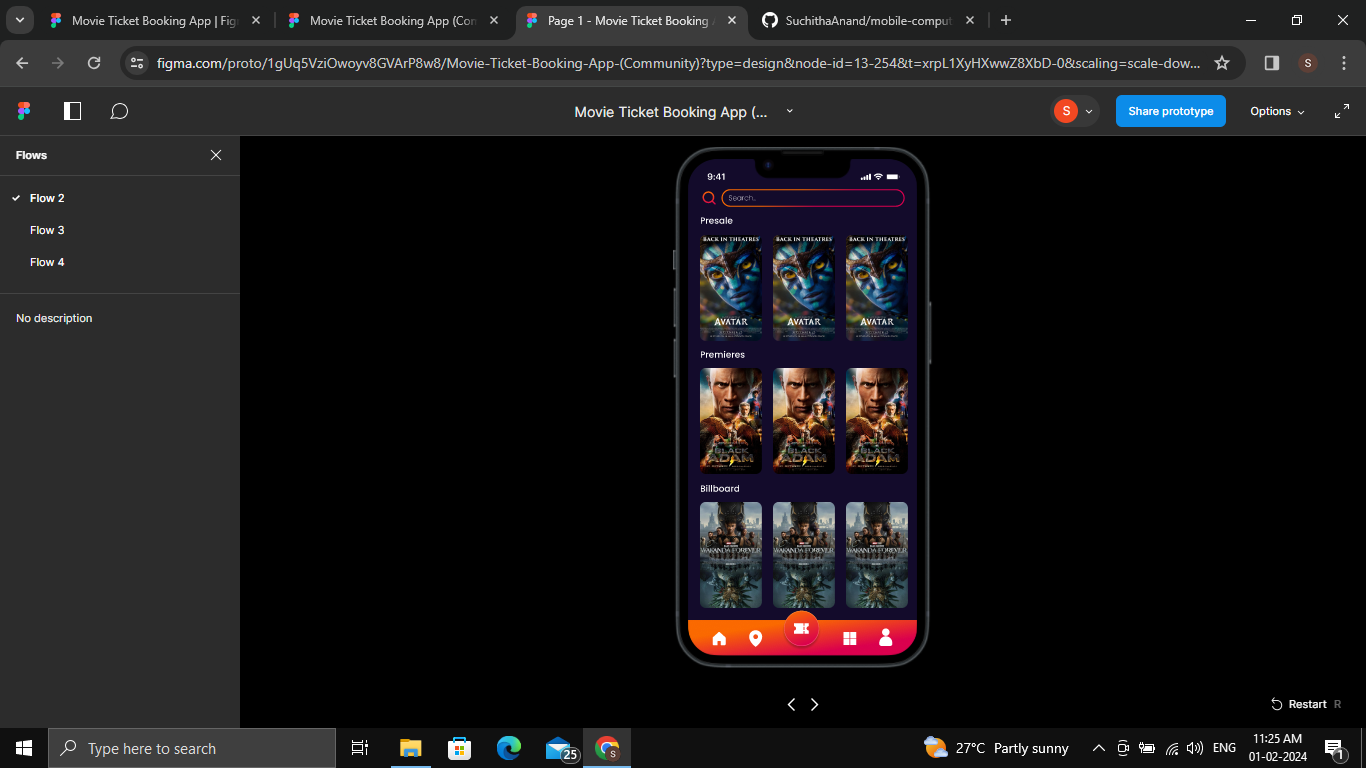 Movie Ticket Booking App | Fig
Movie Ticket Booking App (Com
Page 1 - Movie Ticket Booking
SuchithaAnand/mobile-comput
figma.com/proto/1gUq5VziOwoyv8GVArP8w8/Movie-Ticket-Booking-App-(Community)?type=design&node-id=13-254&t=xrpL1XyHXwwZ8XbD-0&scaling=scale-dow...
S
Movie Ticket Booking App (...
S
Share prototype
Options
Flows
Flow 2
Flow 3
Flow 4
No description
9:41
Search..
Presale
BACK IN THEATRES BACK IN THEATRES BACK IN THEATRES
AVATAR AVATAR AVATAR
Premieres
BLACK ADAM BLACK ADAM BLACK ADAM
Billboard
WAKANDA FOREVER WAKANDA FOREVER WAKANDA FOREVER
Restart R
Type here to search
25
S
27°C Partly sunny
ENG
11:25 AM
01-02-2024
1